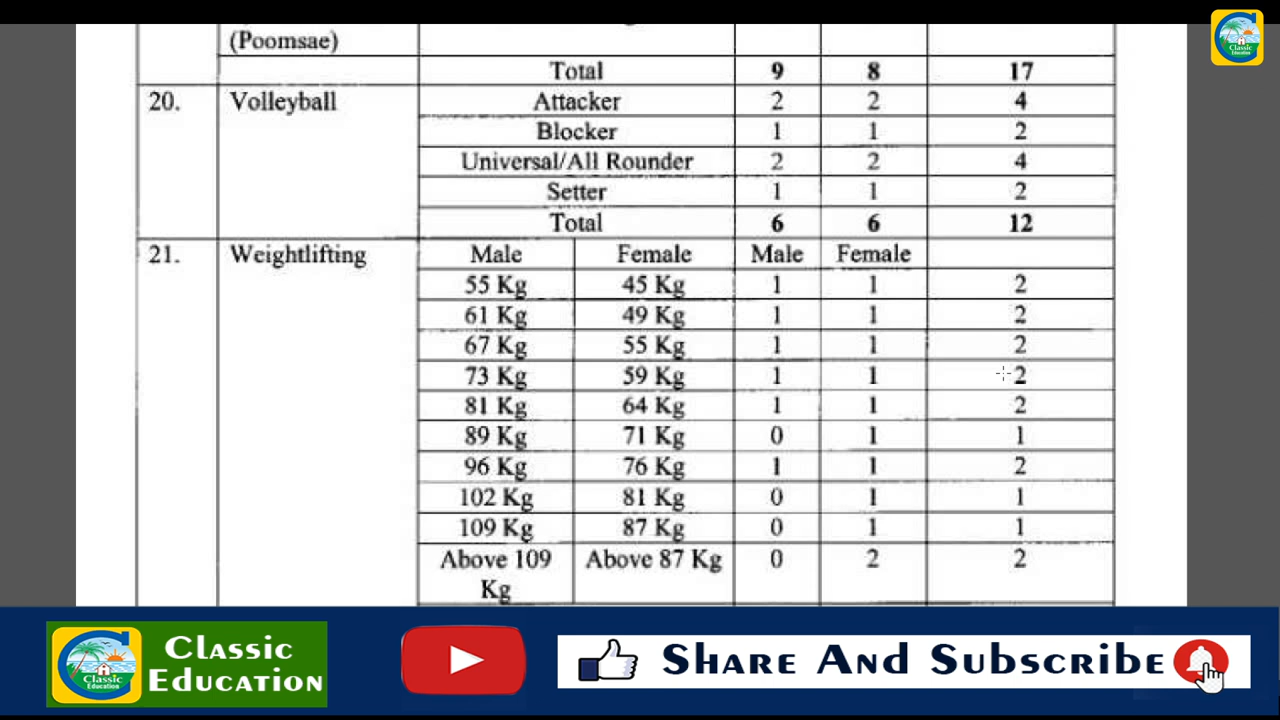 Classic
Education
(Poomsae)
Total 9 8 17
20. Volleyball Attacker 2 2 4
Blocker 1 1 2
Universal/All Rounder 2 2 4
Setter 1 1 2
Total 6 6 12
21. Weightlifting Male Female Male Female
55 Kg 45 Kg 1 1 2
61 Kg 49 Kg 1 1 2
67 Kg 55 Kg 1 1 2
73 Kg 59 Kg 1 1 2
81 Kg 64 Kg 1 1 2
89 Kg 71 Kg 0 1 1
96 Kg 76 Kg 1 1 2
102 Kg 81 Kg 0 1 1
109 Kg 87 Kg 0 1 1
Above 109 Above 87 Kg 0 2 2
Kg
Classic
Education
Classic
Education
Share And Subscribe